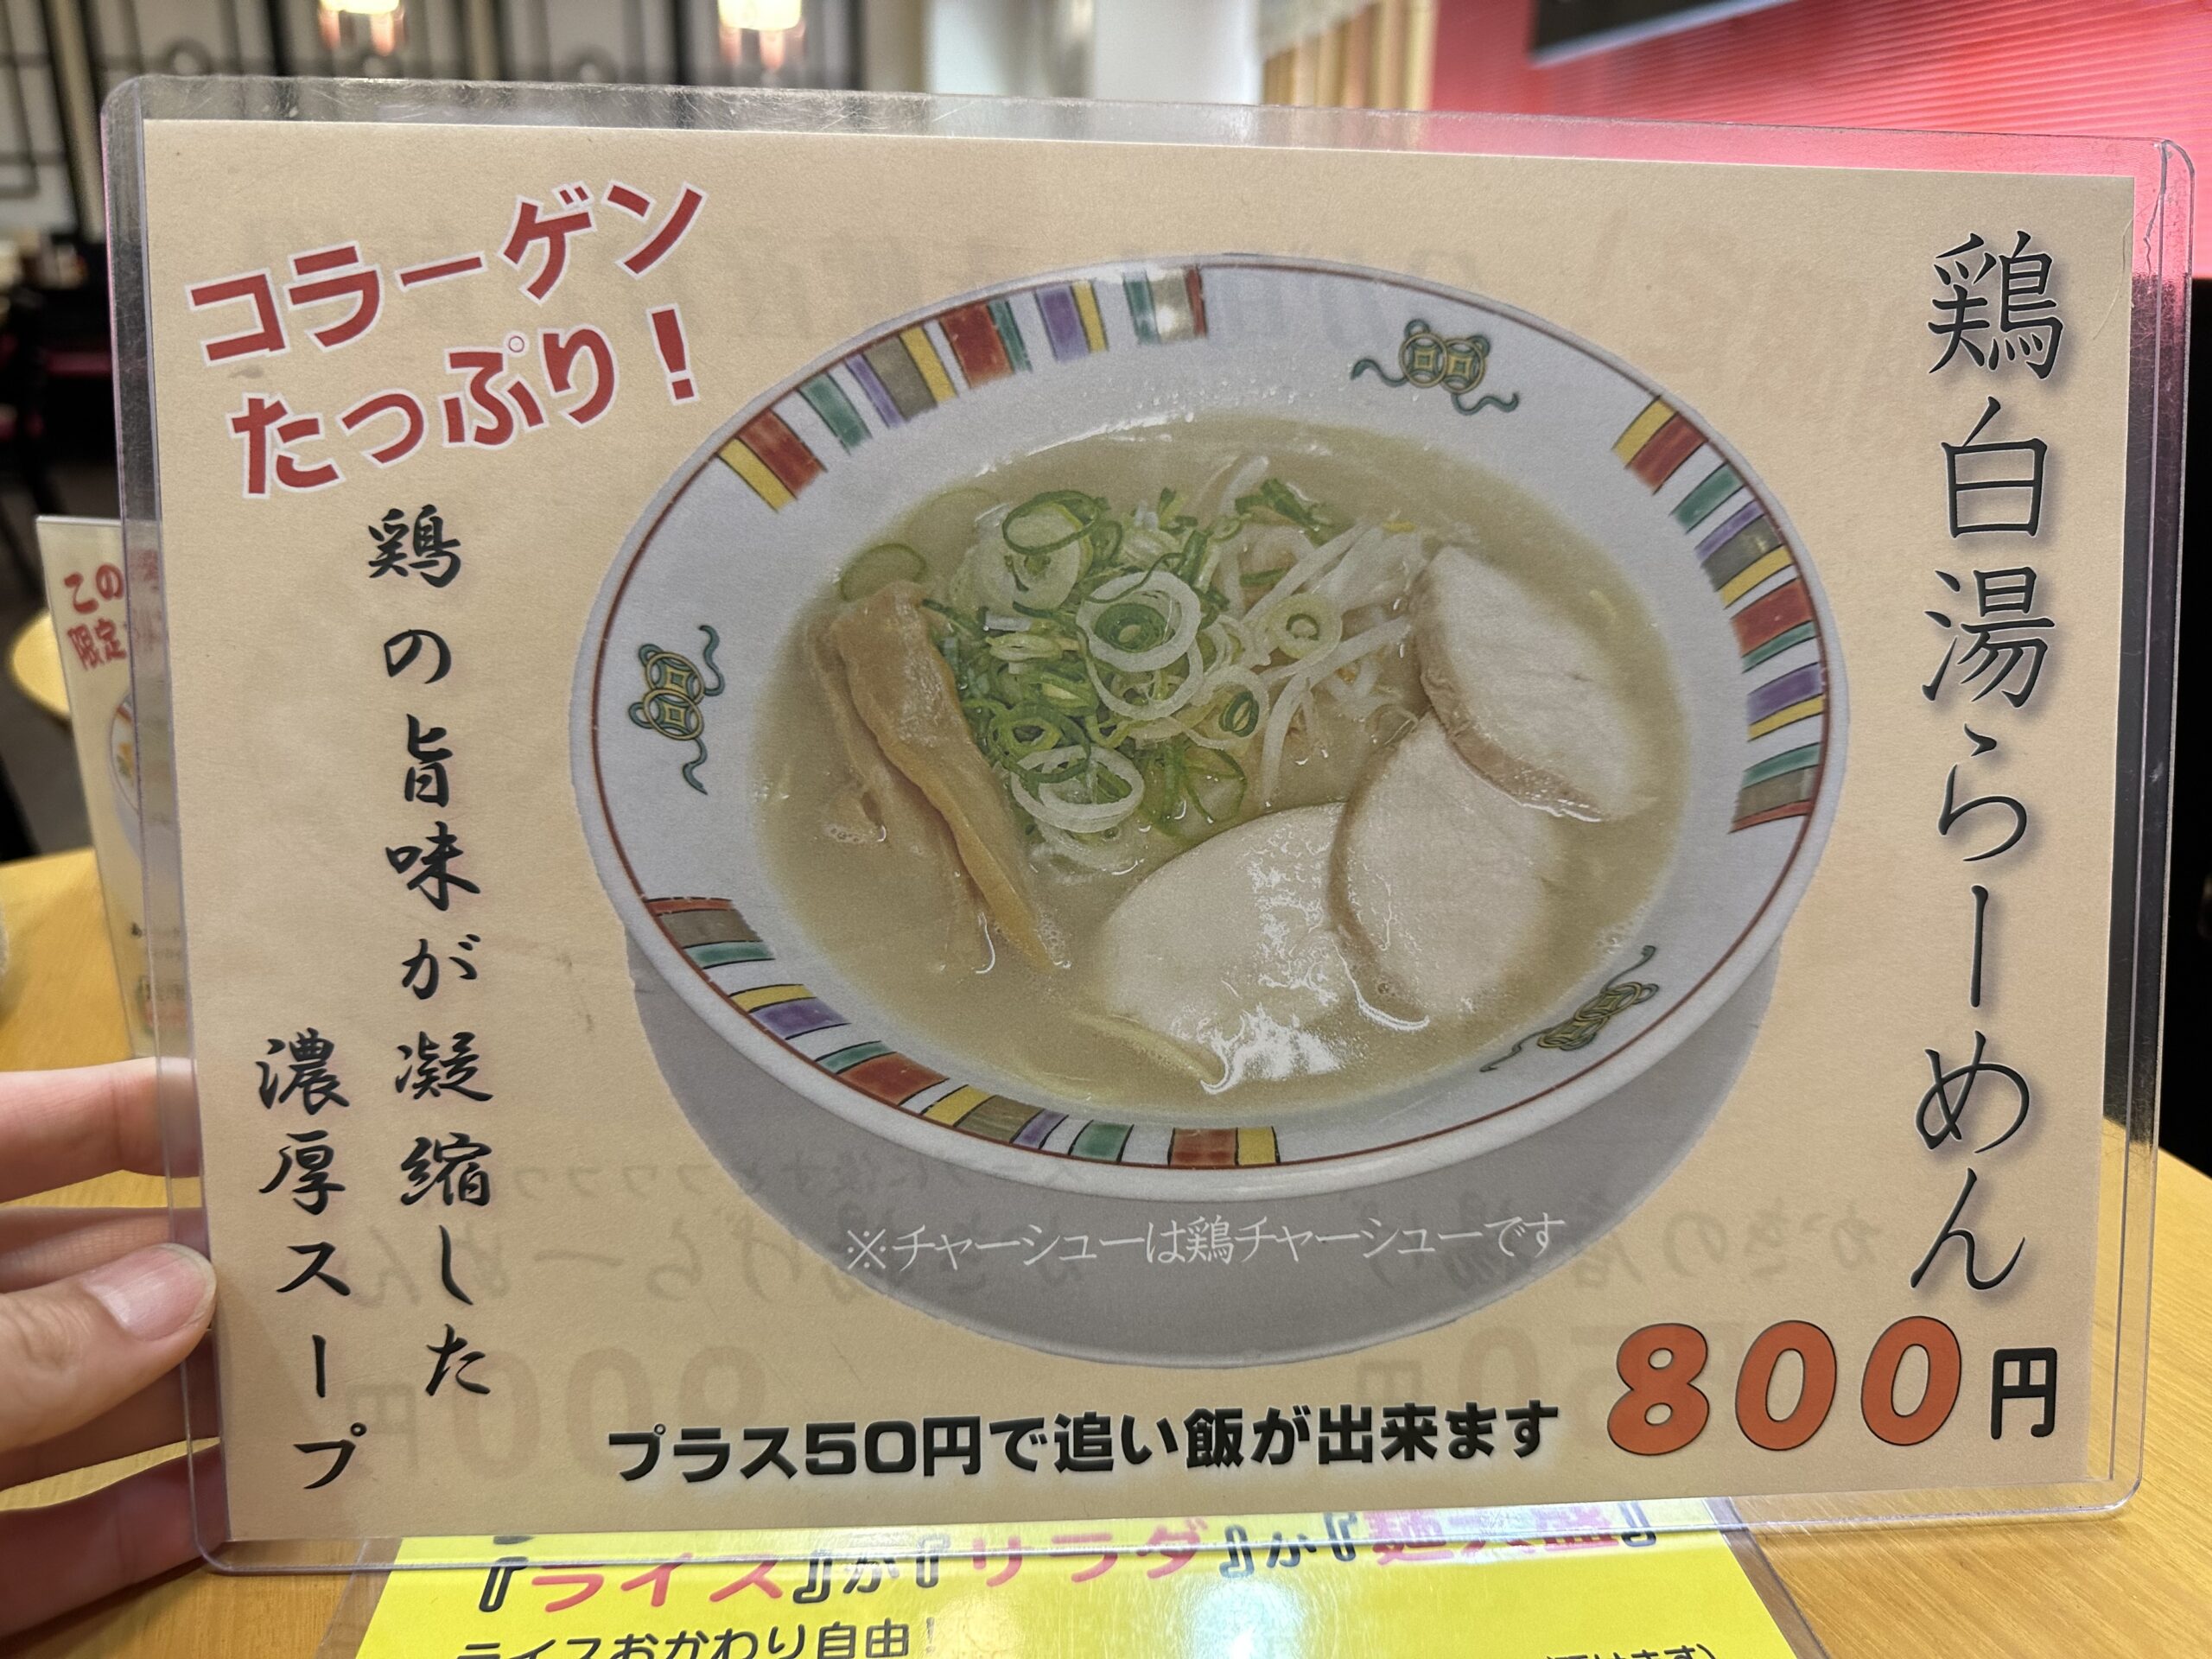 コラーゲン
たっぷり！
鶏白湯らーめん
800円
鶏の旨味が凝縮した
濃厚スープ
※チャーシューは鶏チャーシューです
プラス50円で追い飯が出来ます
この
限定
『ライス』か『サラダ』か『麺大盛』
ライスおかわり自由！